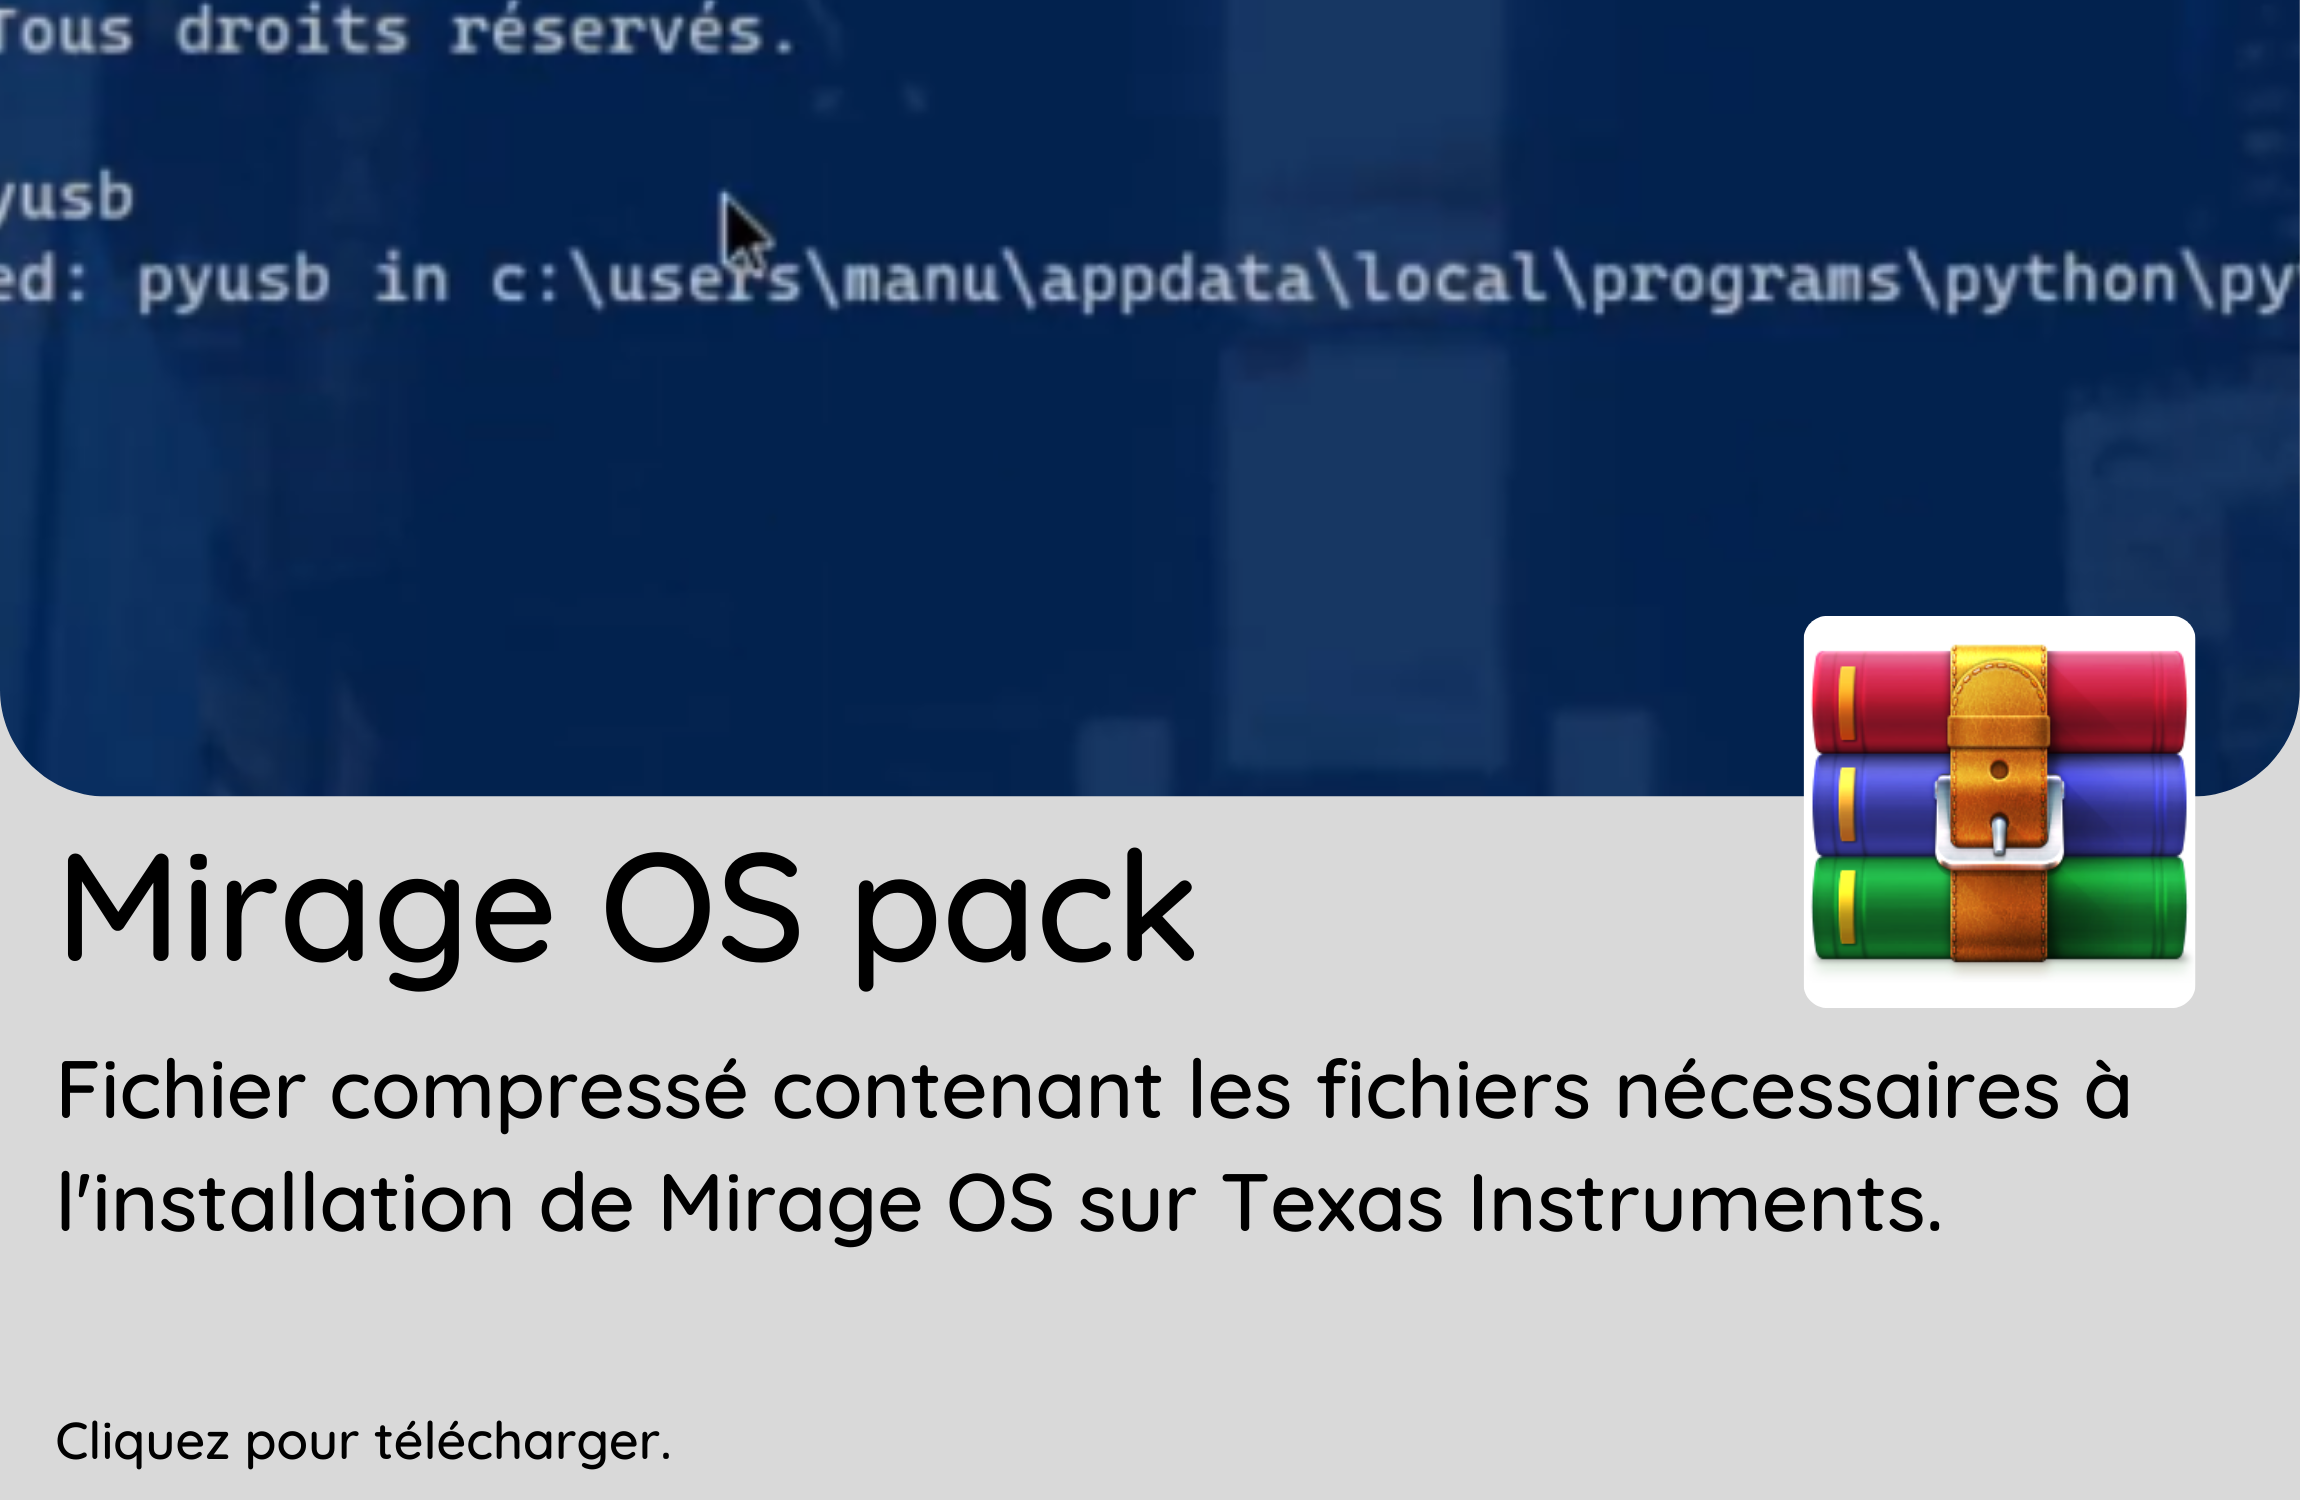 Tous droits réservés.
yusb
ed: pyusb in c:\users\manu\appdata\local\programs\python\py
Mirage OS pack
Fichier compressé contenant les fichiers nécessaires à
l'installation de Mirage OS sur Texas Instruments.
Cliquez pour télécharger.